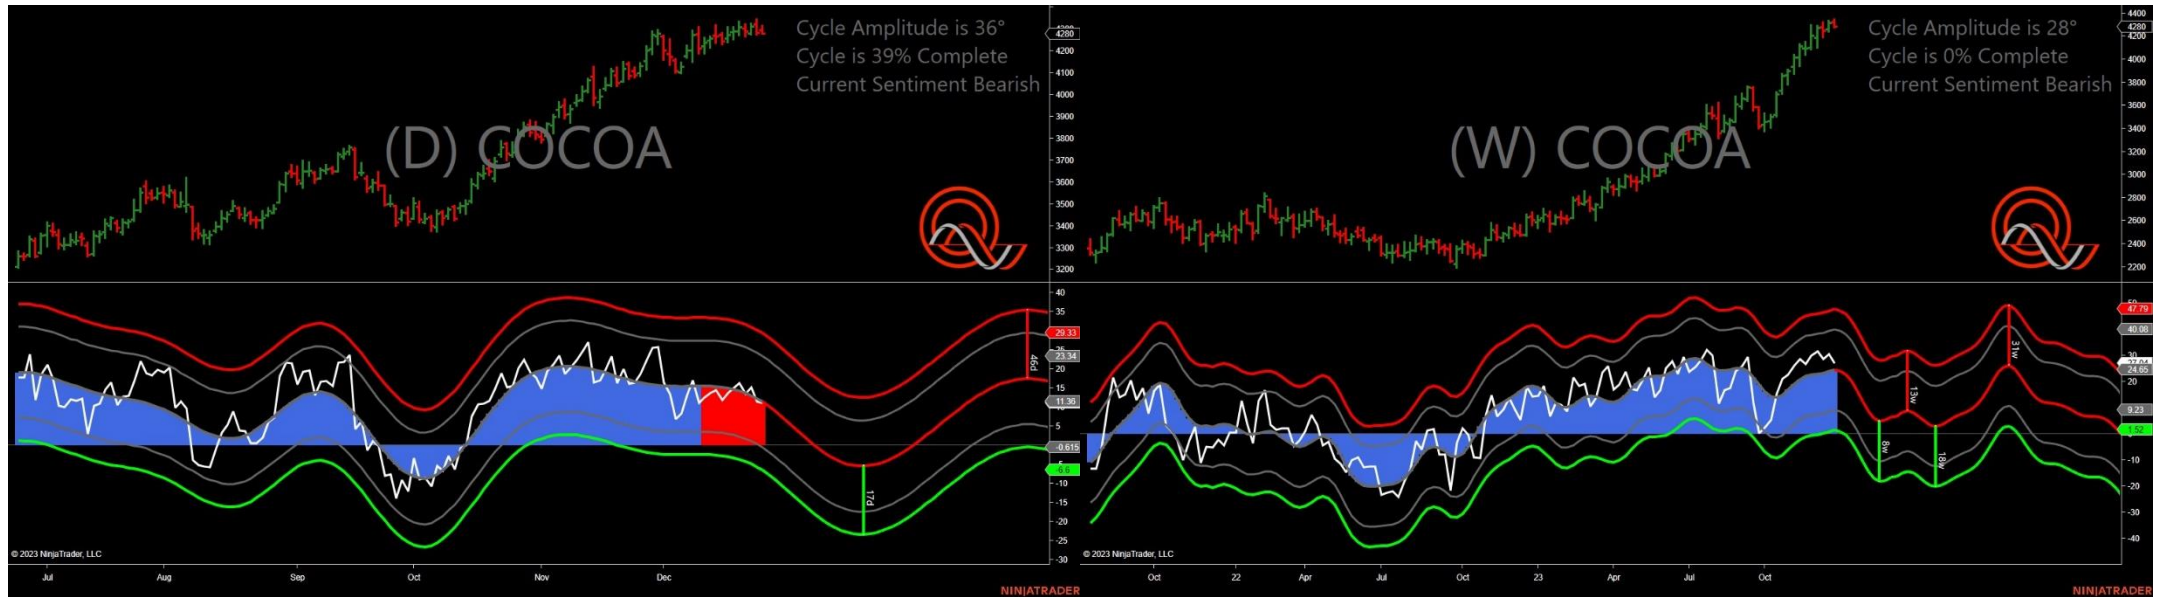 Cycle Amplitude is 36°
Cycle is 39% Complete
Current Sentiment Bearish
(D) COCOA
4280
4200
4100
4000
3900
3800
3700
3600
3500
3400
3300
3200
40
35
29.33
25
23.34
20
15
11.36
5
-0.615
-6.6
-10
-15
-20
-25
-30
46d
17d
© 2023 NinjaTrader, LLC
Jul
Aug
Sep
Oct
Nov
Dec
NINJATRADER
Cycle Amplitude is 28°
Cycle is 0% Complete
Current Sentiment Bearish
(W) COCOA
4400
4280
4200
4000
3800
3600
3400
3200
3000
2800
2600
2400
2200
47.79
40.08
30
24.65
20
9.23
1.52
-10
-20
-30
-40
13w
31w
8w
18w
© 2023 NinjaTrader, LLC
Oct
22
Apr
Jul
Oct
23
Apr
Jul
Oct
NINJATRADER